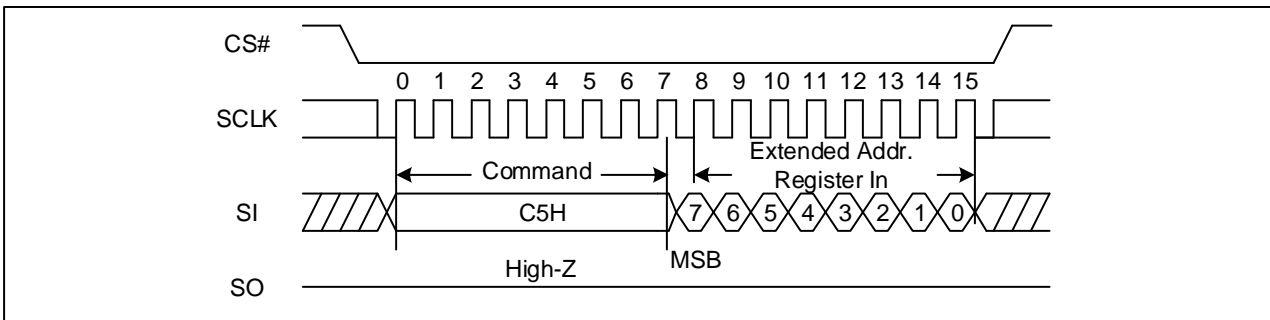 CS#
0 1 2 3 4 5 6 7 8 9 10 11 12 13 14 15
SCLK
Command
Extended Addr.
Register In
SI
C5H
7 6 5 4 3 2 1 0
High-Z
MSB
SO